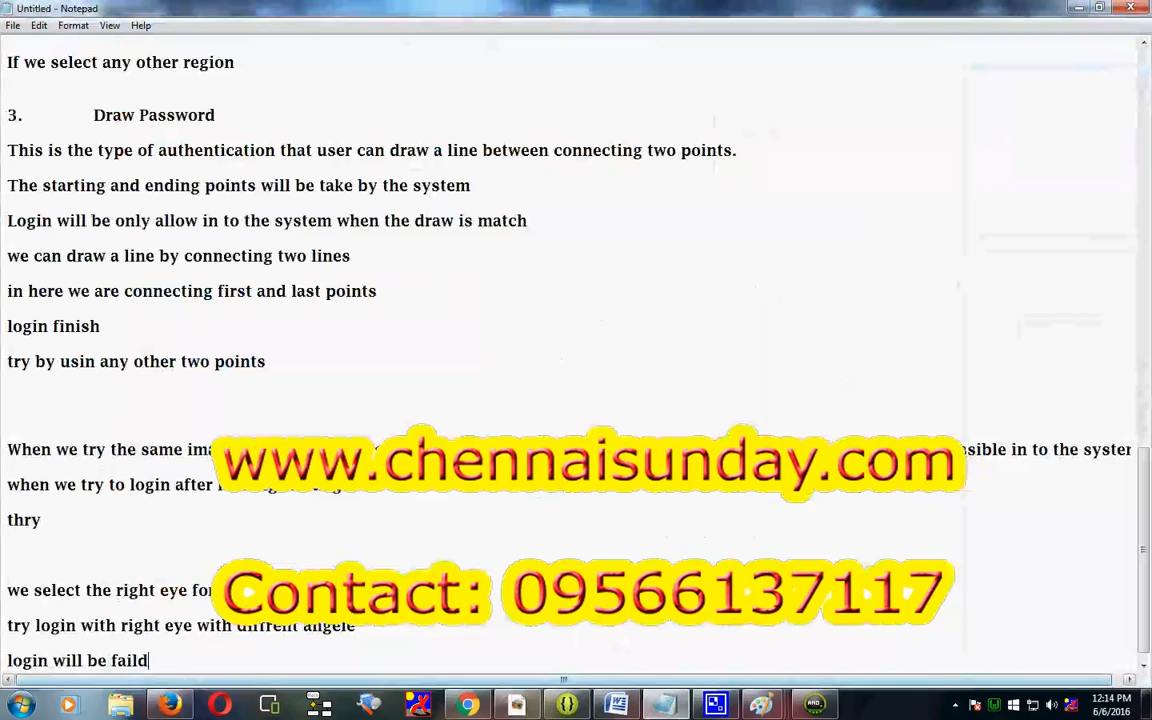 Untitled - Notepad
File Edit Format View Help
If we select any other region
3. Draw Password
This is the type of authentication that user can draw a line between connecting two points.
The starting and ending points will be take by the system
Login will be only allow in to the system when the draw is match
we can draw a line by connecting two lines
in here we are connecting first and last points
login finish
try by usin any other two points
When we try the same in to the
www.chennaisunday.com
when we try to login after
thry
we select the right eye
Contact: 09566137117
try login with right eye with
login will be faild
12:14 PM
6/6/2016